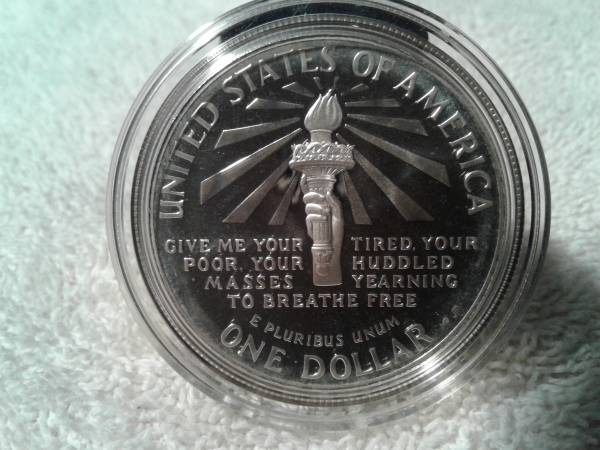 UNITED STATES OF AMERICA
GIVE ME YOUR TIRED, YOUR
POOR, YOUR HUDDLED
MASSES YEARNING
TO BREATHE FREE
E PLURIBUS UNUM
ONE DOLLAR